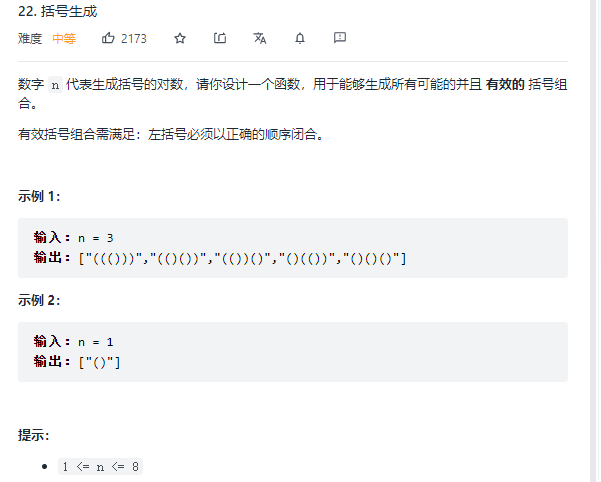 22. 括号生成
难度 中等 2173
数字 n 代表生成括号的对数，请你设计一个函数，用于能够生成所有可能的并且 有效的 括号组
合。
有效括号组合需满足：左括号必须以正确的顺序闭合。
示例 1：
输入：n = 3
输出：["((()))","(()())","(())()","()(())","()()()"]
示例 2：
输入：n = 1
输出：["()"]
提示：
• 1 <= n <= 8